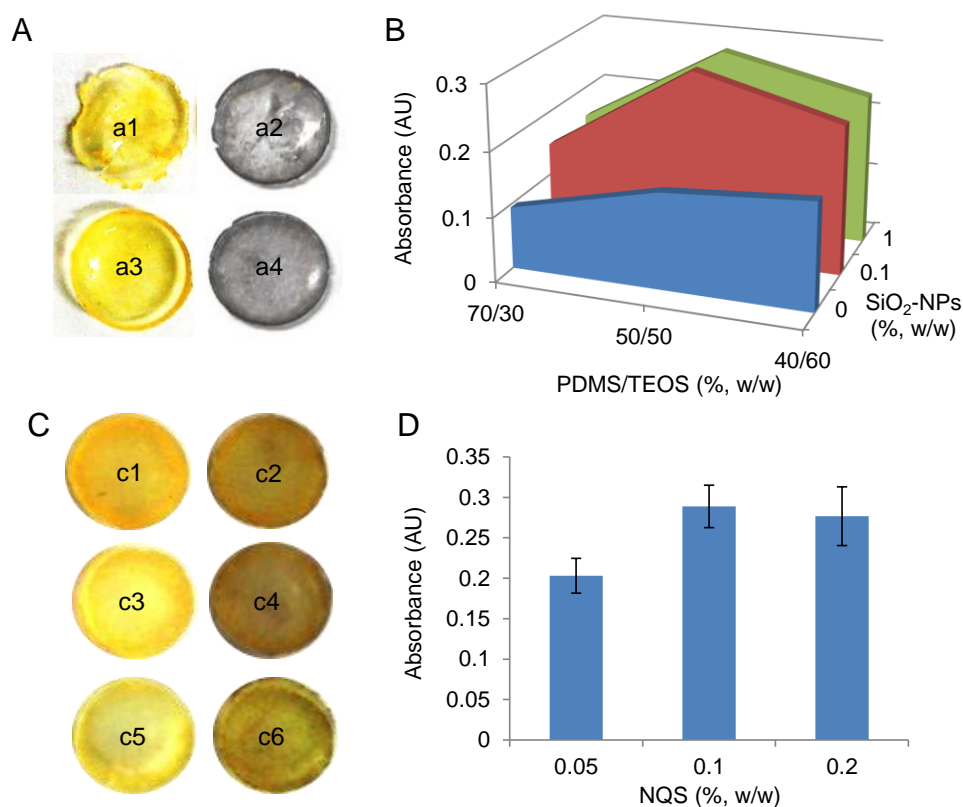 A
a1
a2
a3
a4
B
Absorbance (AU)
0.3
0.2
0.1
0
70/30
50/50
40/60
PDMS/TEOS (%, w/w)
1
0.1
0
SiO₂-NPs
(%, w/w)
C
c1
c2
c3
c4
c5
c6
D
Absorbance (AU)
0.35
0.3
0.25
0.2
0.15
0.1
0.05
0
0.05
0.1
0.2
NQS (%, w/w)